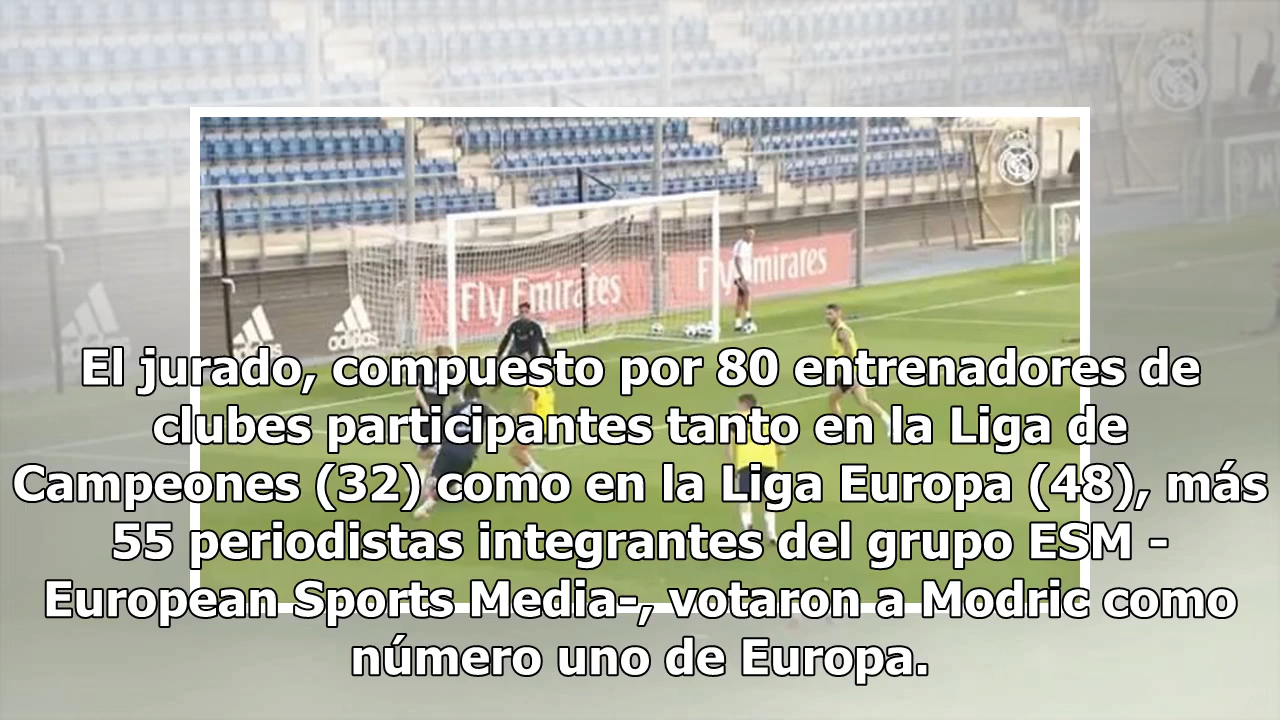 Fly Emirates
Fly Emirates
adidas
adidas
El jurado, compuesto por 80 entrenadores de
clubes participantes tanto en la Liga de
Campeones (32) como en la Liga Europa (48), más
55 periodistas integrantes del grupo ESM -
European Sports Media-, votaron a Modric como
número uno de Europa.